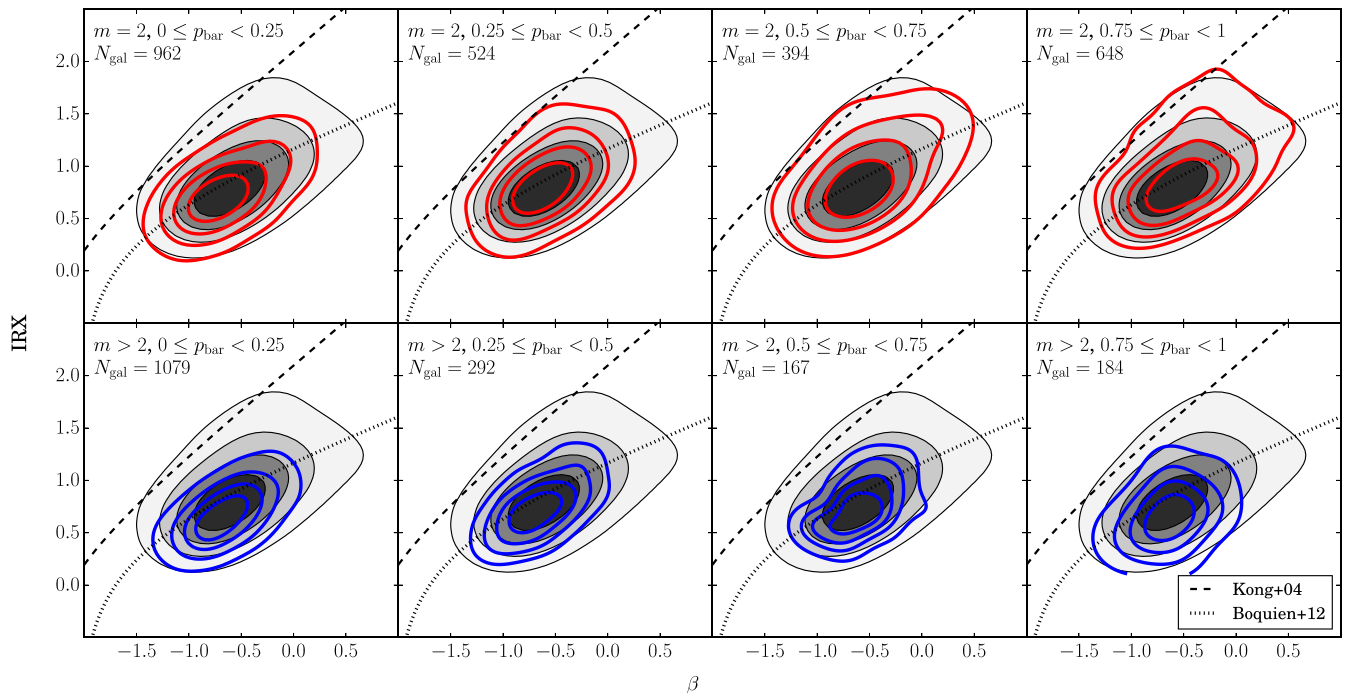 m = 2, 0 ≤ p_bar < 0.25
N_gal = 962
m = 2, 0.25 ≤ p_bar < 0.5
N_gal = 524
m = 2, 0.5 ≤ p_bar < 0.75
N_gal = 394
m = 2, 0.75 ≤ p_bar < 1
N_gal = 648
2.0
1.5
1.0
0.5
0.0
IRX
m > 2, 0 ≤ p_bar < 0.25
N_gal = 1079
m > 2, 0.25 ≤ p_bar < 0.5
N_gal = 292
m > 2, 0.5 ≤ p_bar < 0.75
N_gal = 167
m > 2, 0.75 ≤ p_bar < 1
N_gal = 184
2.0
1.5
1.0
0.5
0.0
Kong+04
Boquien+12
−1.5 −1.0 −0.5 0.0 0.5 −1.5 −1.0 −0.5 0.0 0.5 −1.5 −1.0 −0.5 0.0 0.5 −1.5 −1.0 −0.5 0.0 0.5
β